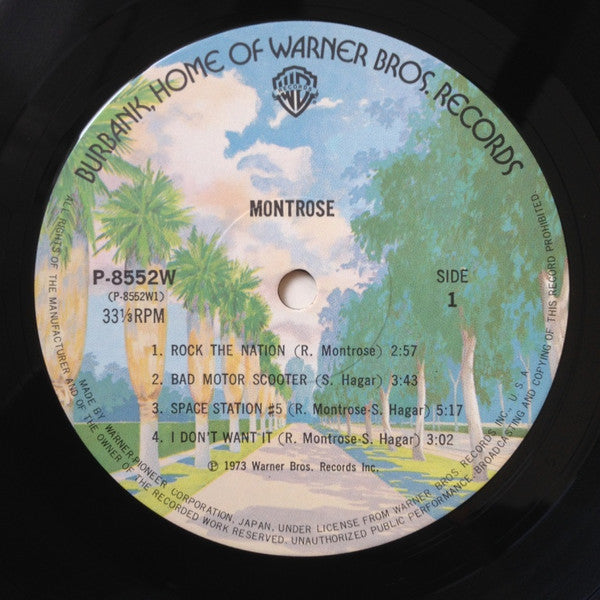 BURBANK, HOME OF WARNER BROS. RECORDS
WB
RECORDS
MONTROSE
P-8552W
(P-8552W1)
33⅓RPM
SIDE
1
1. ROCK THE NATION (R. Montrose) 2:57
2. BAD MOTOR SCOOTER (S. Hagar) 3:43
3. SPACE STATION #5 (R. Montrose-S. Hagar) 5:17
4. I DON'T WANT IT (R. Montrose-S. Hagar) 3:02
℗ 1973 Warner Bros. Records Inc.
MADE BY WARNER-PIONEER CORPORATION, JAPAN, UNDER LICENSE FROM WARNER BROS. RECORDS INC., U.S.A.
ALL RIGHTS OF THE MANUFACTURER AND OF THE OWNER OF THE RECORDED WORK RESERVED. UNAUTHORIZED PUBLIC PERFORMANCE, BROADCASTING AND COPYING OF THIS RECORD PROHIBITED.